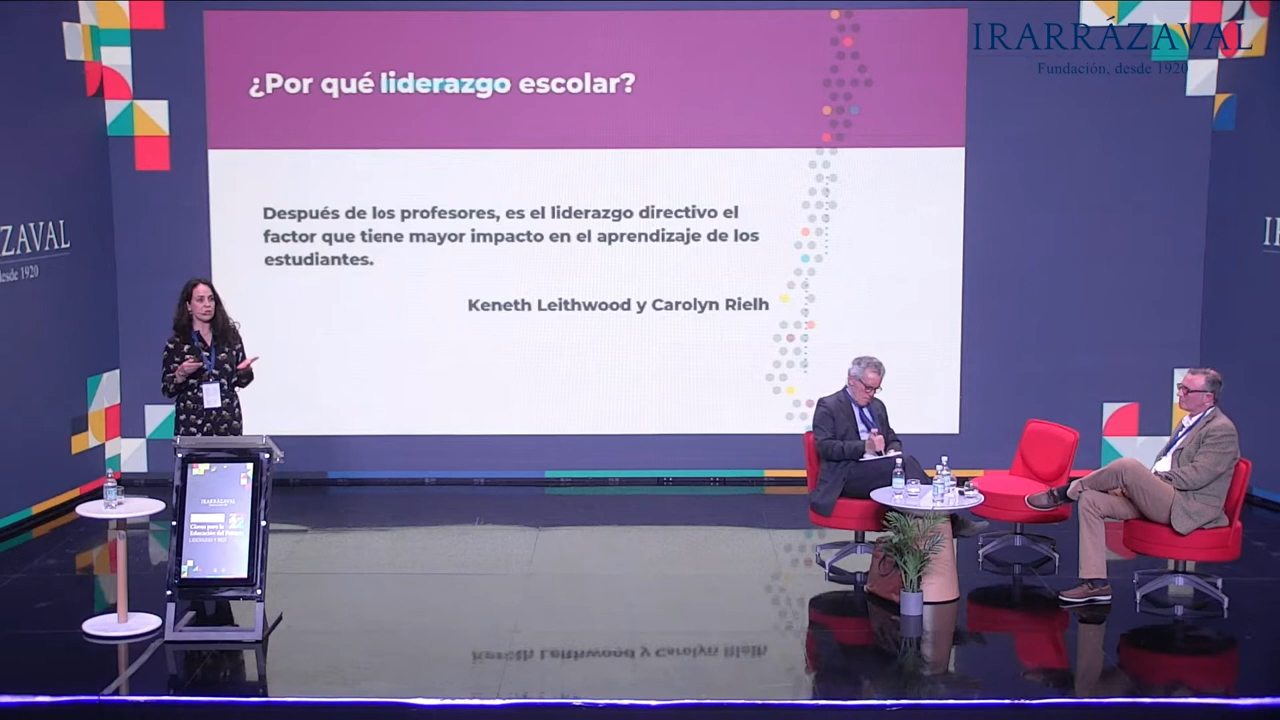 IRARRÁZAVAL
Fundación, desde 1920
¿Por qué liderazgo escolar?
Después de los profesores, es el liderazgo directivo el
factor que tiene mayor impacto en el aprendizaje de los
estudiantes.
Keneth Leithwood y Carolyn Rielh
ZAVAL
desde 1920
IRARRÁZAVAL
Claves para la
Educación del Futuro
LIDERAZGO Y RED